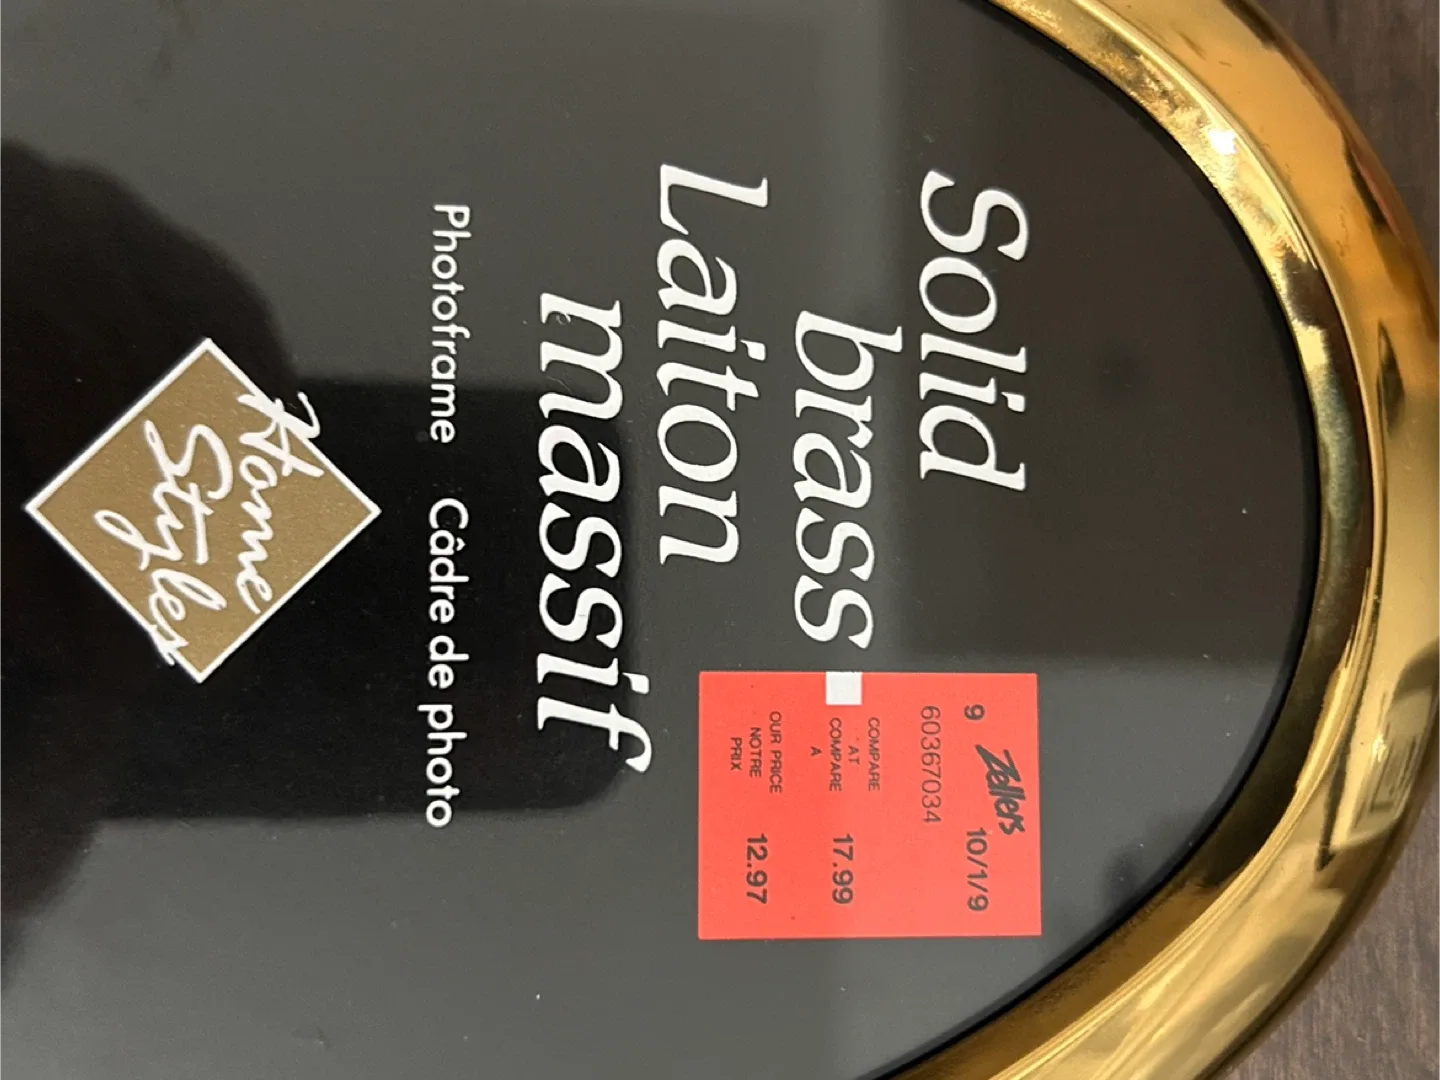 Solid
brass
Laiton
massif
Photoframe Câdre de photo
Home
Styles
9 Zellers 10/1/9
60367034
COMPARE
AT
COMPARE 17.99
A
OUR PRICE
NOTRE 12.97
PRIX